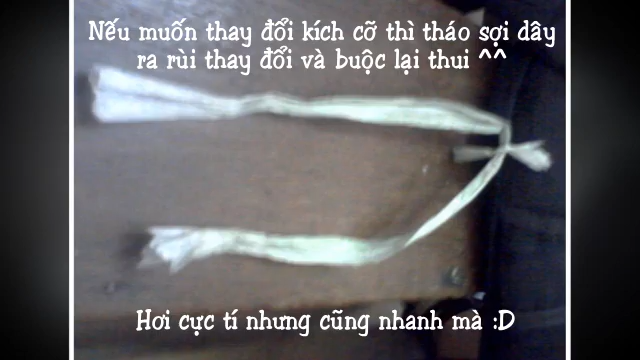 Nếu muốn thay đổi kích cỡ thì tháo sợi dây
ra rùi thay đổi và buộc lại thui ^^
Hơi cực tí nhưng cũng nhanh mà :D